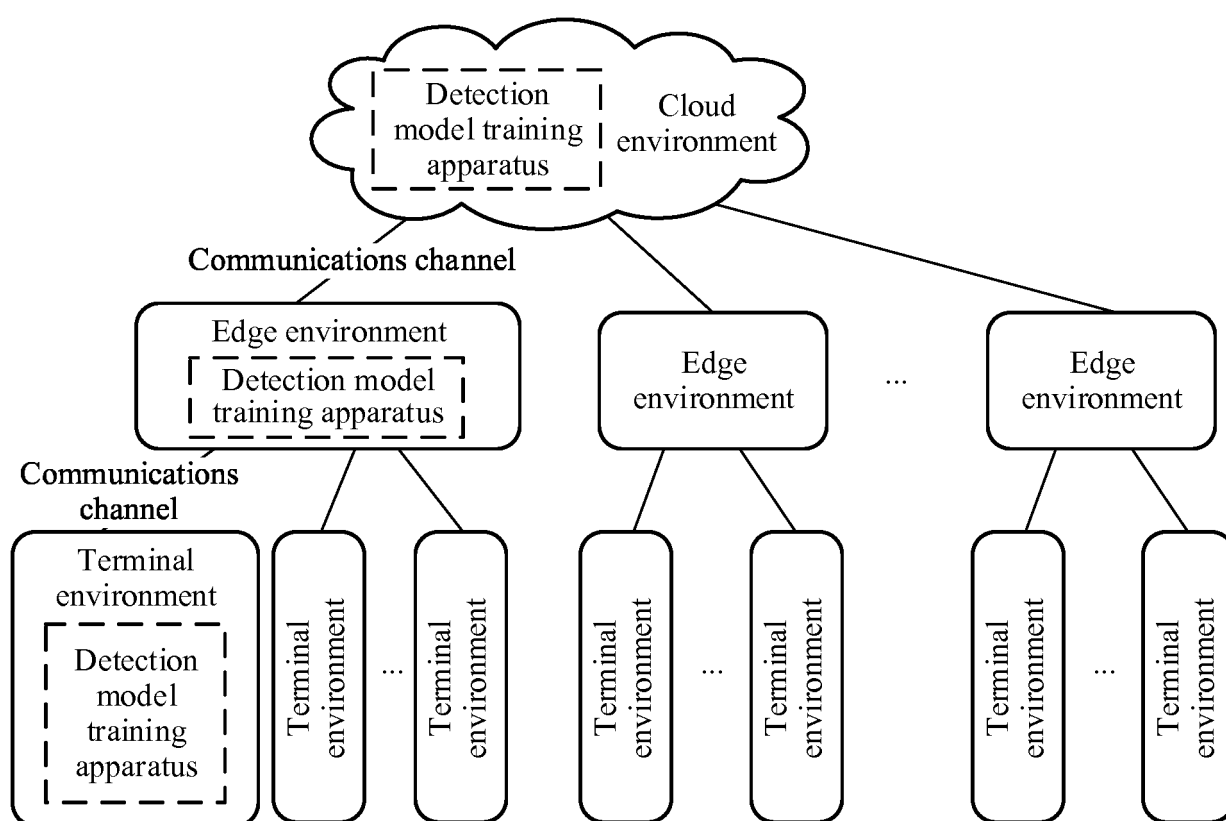 Detection
model training
apparatus
Cloud
environment
Communications channel
Edge environment
Detection model
training apparatus
Edge
environment
...
Edge
environment
Communications
channel
Terminal
environment
Detection
model
training
apparatus
Terminal
environment
...
Terminal
environment
Terminal
environment
...
Terminal
environment
Terminal
environment
...
Terminal
environment